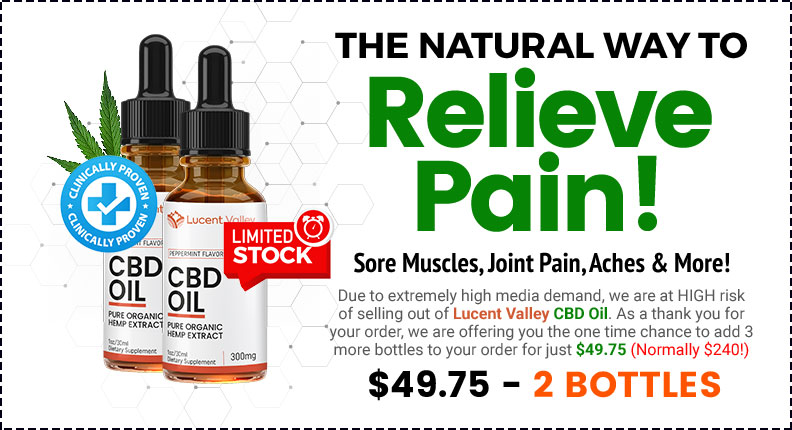 THE NATURAL WAY TO
Relieve
Pain!
Sore Muscles, Joint Pain, Aches & More!
Due to extremely high media demand, we are at HIGH risk
of selling out of Lucent Valley CBD Oil. As a thank you for
your order, we are offering you the one time chance to add 3
more bottles to your order for just $49.75 (Normally $240!)
$49.75 - 2 BOTTLES
CLINICALLY PROVEN
CLINICALLY PROVEN
LIMITED
STOCK
Lucent Valley
PEPPERMINT FLAVOR
CBD
OIL
PURE ORGANIC
HEMP EXTRACT
1oz/30ml
Dietary Supplement
300mg
CBD
OIL
PURE ORGANIC
HEMP EXTRACT
1oz/30ml
Dietary Supplement